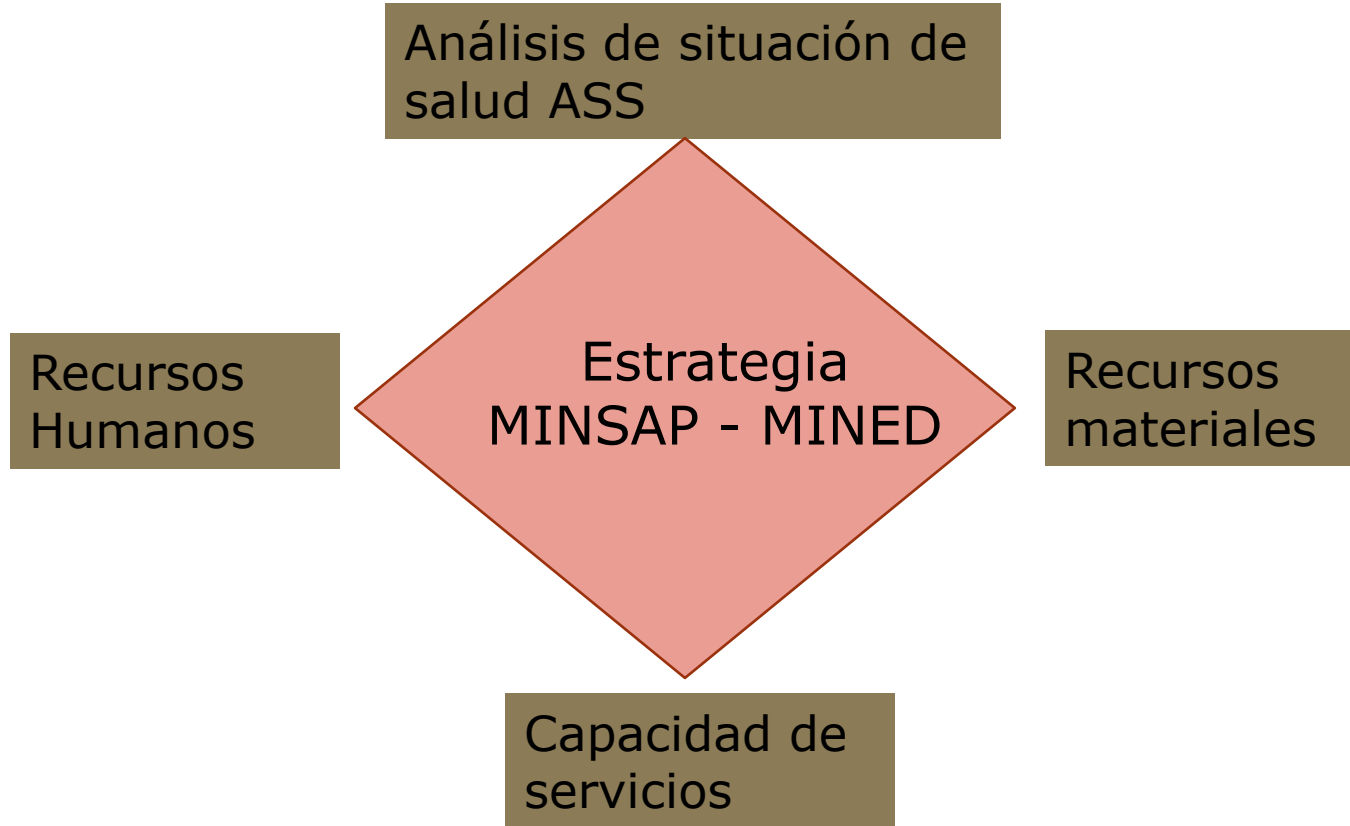 Análisis de situación de
salud ASS
Recursos
Humanos
Estrategia
MINSAP - MINED
Recursos
materiales
Capacidad de
servicios